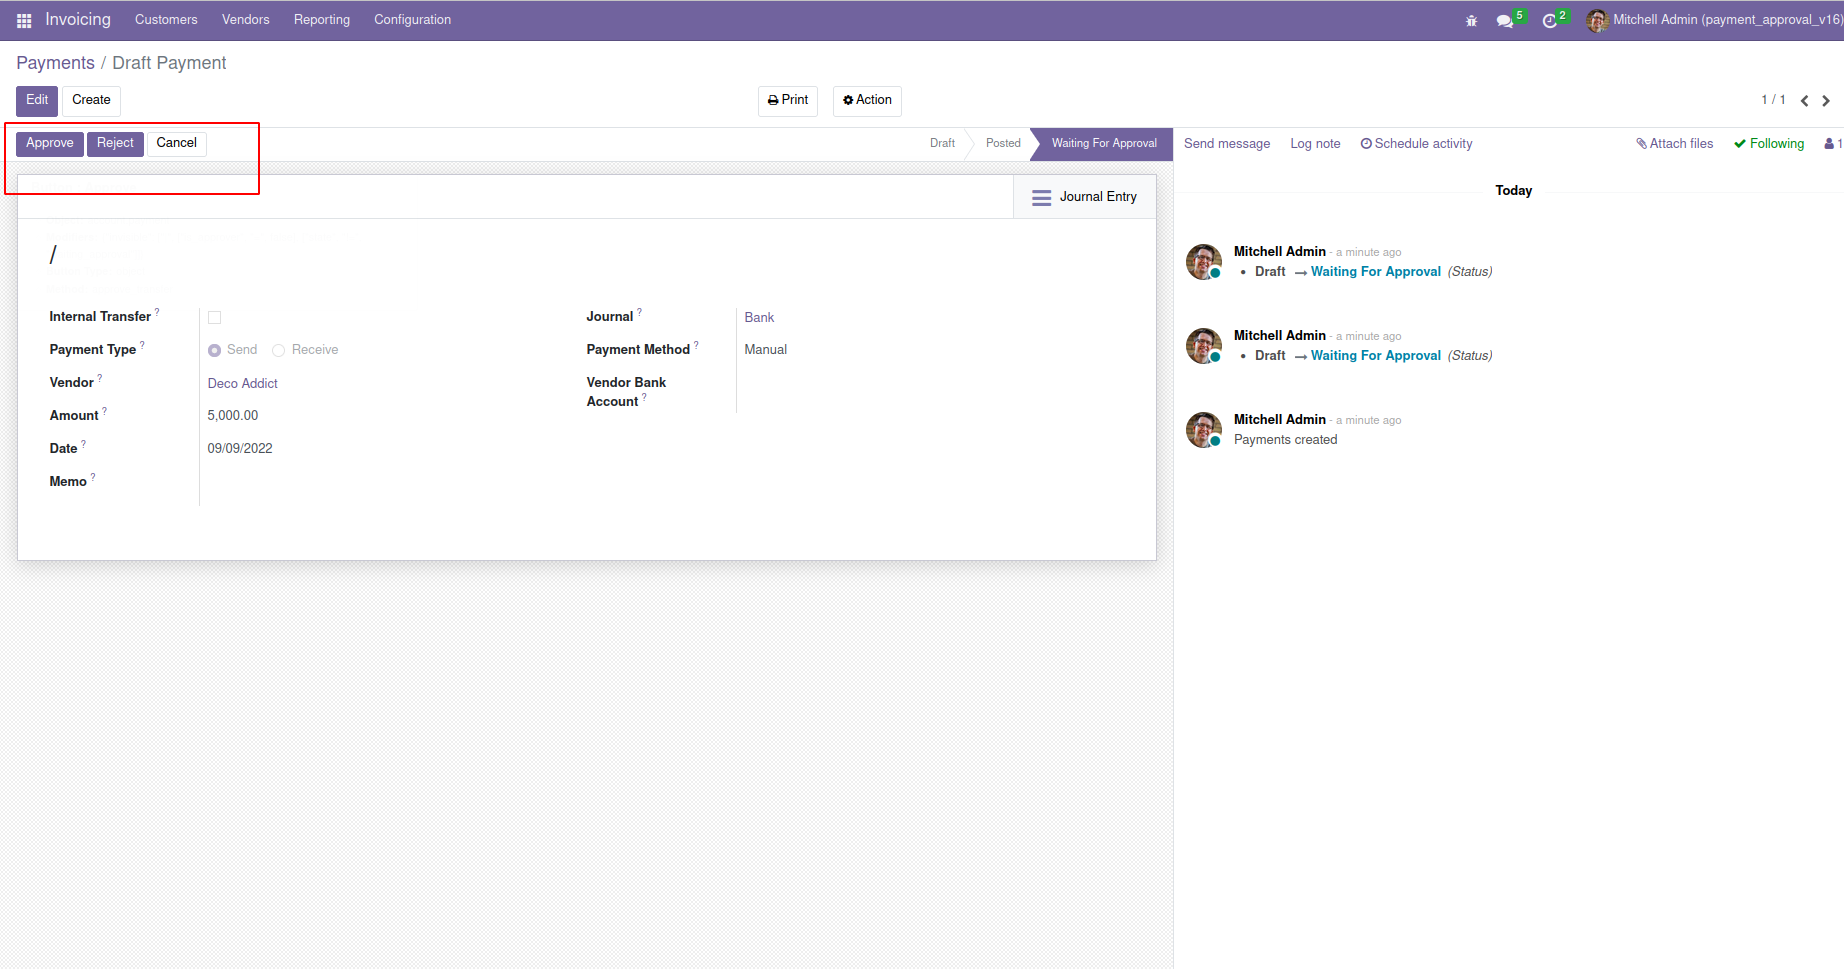 Invoicing Customers Vendors Reporting Configuration 5 2 Mitchell Admin (payment_approval_v16)
Payments / Draft Payment
Edit Create Print Action 1 / 1
Approve Reject Cancel Draft Posted Waiting For Approval Send message Log note Schedule activity Attach files Following 1
Journal Entry
/
Internal Transfer ?
Payment Type ? Send Receive
Vendor ? Deco Addict
Amount ? 5,000.00
Date ? 09/09/2022
Memo ?
Journal ? Bank
Payment Method ? Manual
Vendor Bank
Account ?
Today
Mitchell Admin - a minute ago
• Draft → Waiting For Approval (Status)
Mitchell Admin - a minute ago
• Draft → Waiting For Approval (Status)
Mitchell Admin - a minute ago
Payments created